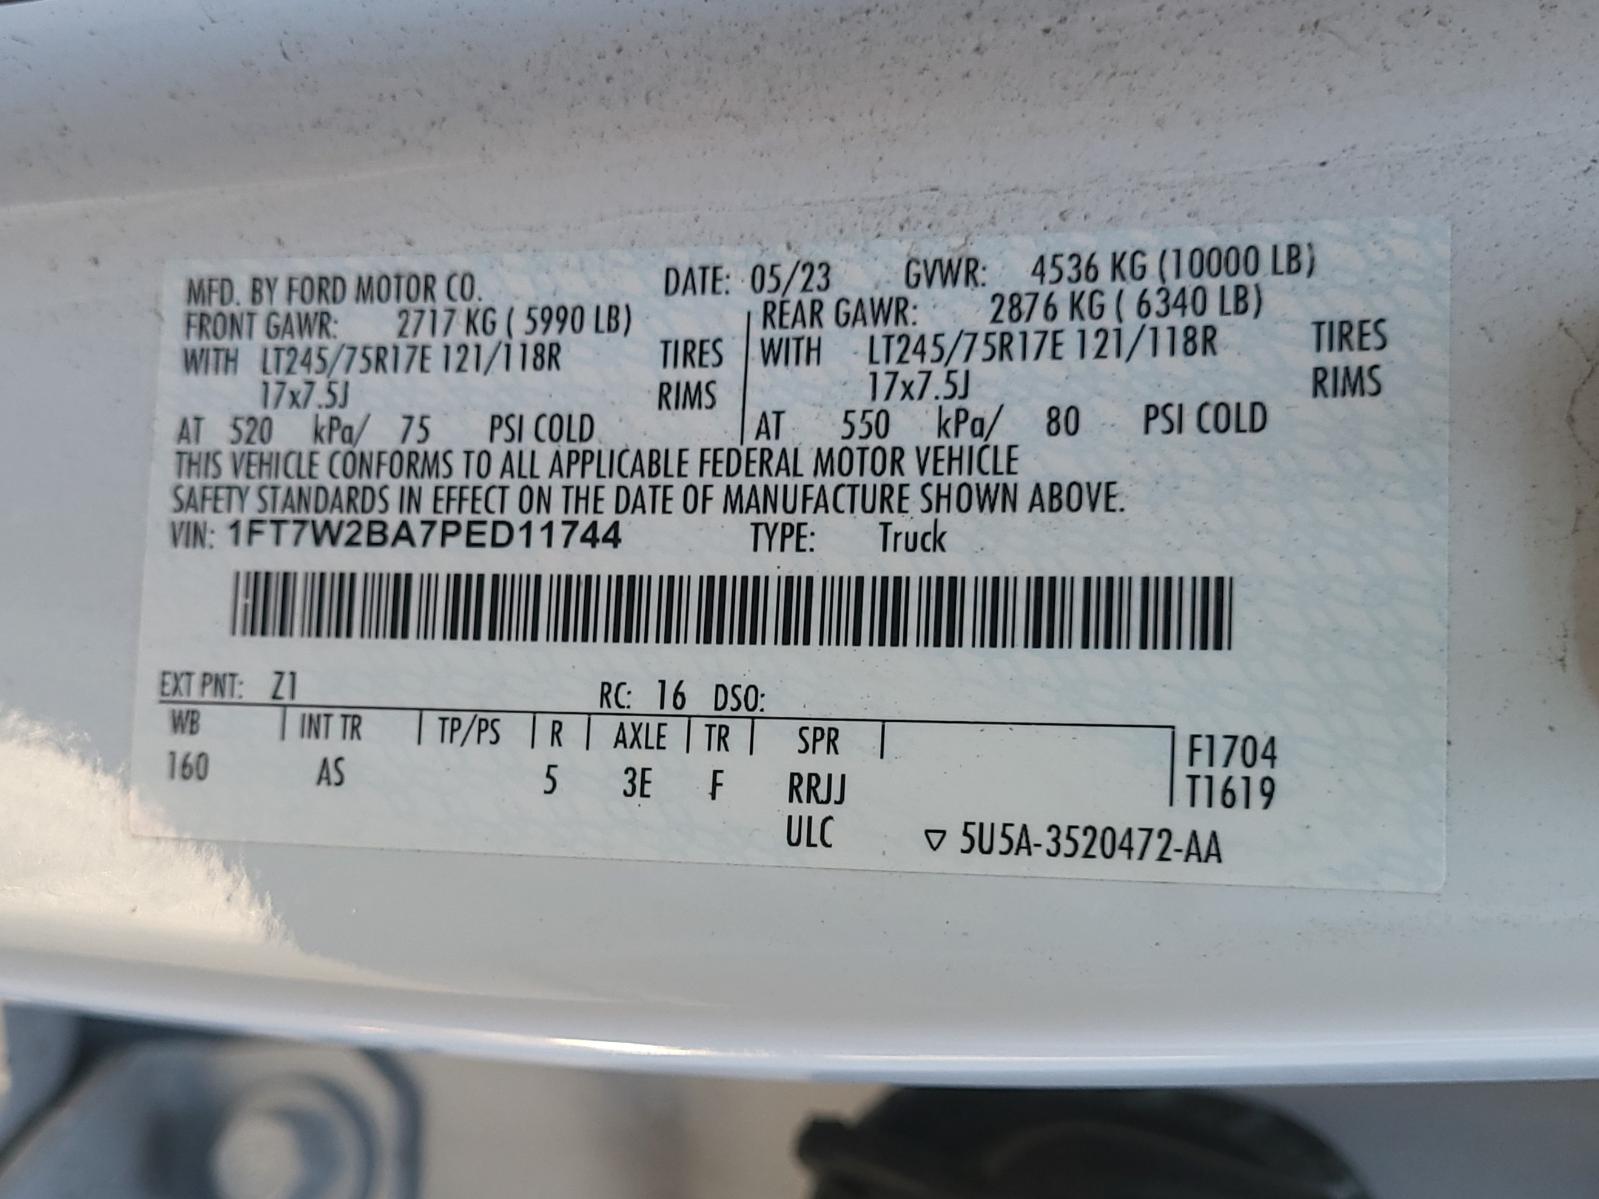 MFD. BY FORD MOTOR CO. DATE: 05/23 GVWR: 4536 KG (10000 LB)
FRONT GAWR: 2717 KG ( 5990 LB) REAR GAWR: 2876 KG ( 6340 LB)
WITH LT245/75R17E 121/118R TIRES WITH LT245/75R17E 121/118R TIRES
17x7.5J RIMS 17x7.5J RIMS
AT 520 kPa/ 75 PSI COLD AT 550 kPa/ 80 PSI COLD
THIS VEHICLE CONFORMS TO ALL APPLICABLE FEDERAL MOTOR VEHICLE
SAFETY STANDARDS IN EFFECT ON THE DATE OF MANUFACTURE SHOWN ABOVE.
VIN: 1FT7W2BA7PED11744 TYPE: Truck
EXT PNT: Z1 RC: 16 DSO:
WB INT TR TP/PS R AXLE TR SPR F1704
160 AS 5 3E F RRJJ T1619
ULC ▽ 5U5A-3520472-AA